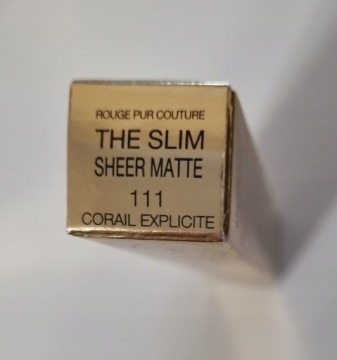 ROUGE PUR COUTURE
THE SLIM
SHEER MATTE
111
CORAIL EXPLICITE